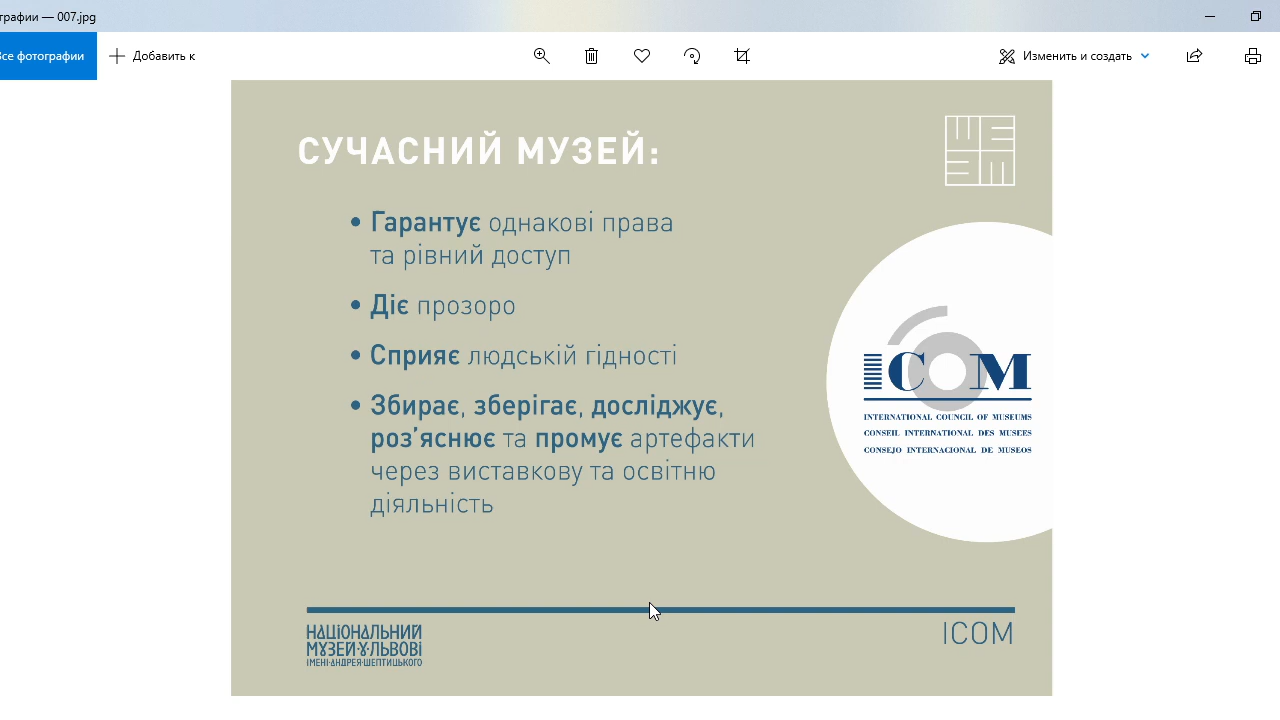 графии — 007.jpg
Все фотографии
Добавить к
Изменить и создать
СУЧАСНИЙ МУЗЕЙ:
• Гарантує однакові права
та рівний доступ
• Діє прозоро
• Сприяє людській гідності
• Збирає, зберігає, досліджує,
роз’яснює та промує артефакти
через виставкову та освітню
діяльність
ICOM
INTERNATIONAL COUNCIL OF MUSEUMS
CONSEIL INTERNATIONAL DES MUSEES
CONSEJO INTERNACIONAL DE MUSEOS
НАЦІОНАЛЬНИЙ
МУЗЕЙ·У·ЛЬВОВІ
ІМЕНІ·АНДРЕЯ·ШЕПТИЦЬКОГО
ICOM